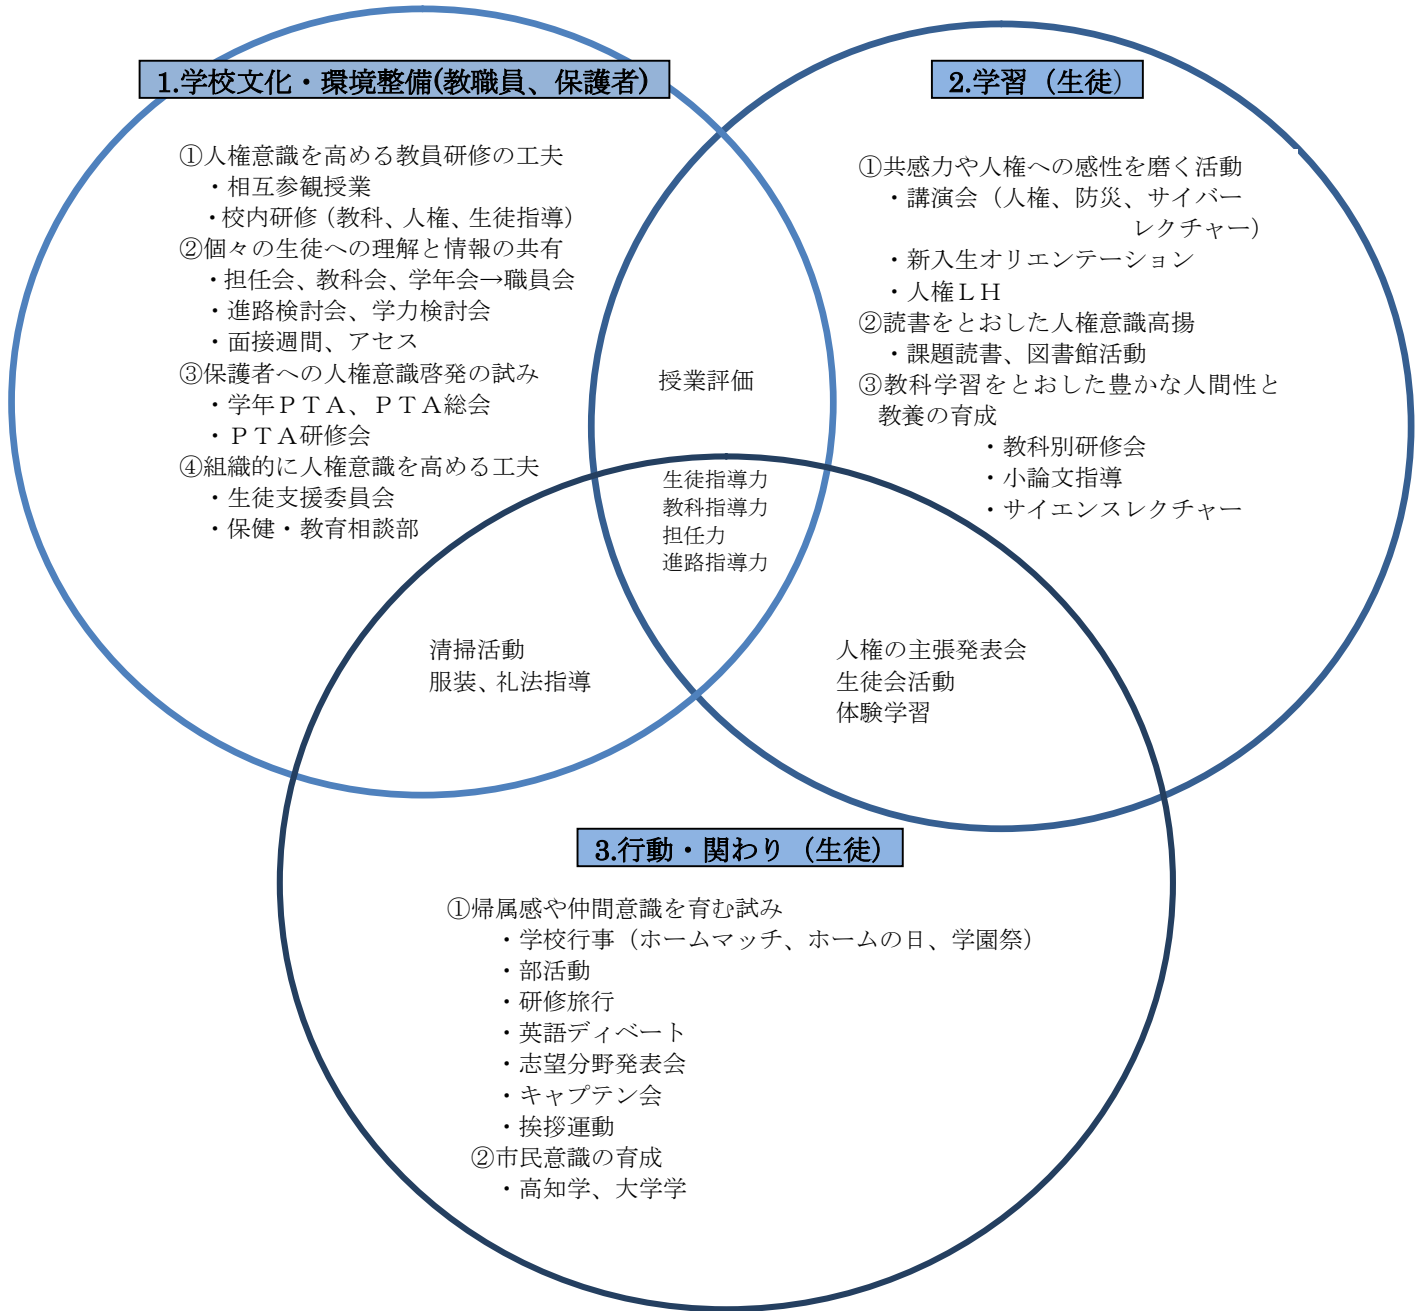 1.学校文化・環境整備(教職員、保護者)
①人権意識を高める教員研修の工夫
・相互参観授業
・校内研修（教科、人権、生徒指導）
②個々の生徒への理解と情報の共有
・担任会、教科会、学年会→職員会
・進路検討会、学力検討会
・面接週間、アセス
③保護者への人権意識啓発の試み
・学年ＰＴＡ、ＰＴＡ総会
・ＰＴＡ研修会
④組織的に人権意識を高める工夫
・生徒支援委員会
・保健・教育相談部
2.学習（生徒）
①共感力や人権への感性を磨く活動
・講演会（人権、防災、サイバー
レクチャー）
・新入生オリエンテーション
・人権ＬＨ
②読書をとおした人権意識高揚
・課題読書、図書館活動
③教科学習をとおした豊かな人間性と
教養の育成
・教科別研修会
・小論文指導
・サイエンスレクチャー
授業評価
生徒指導力
教科指導力
担任力
進路指導力
清掃活動
服装、礼法指導
人権の主張発表会
生徒会活動
体験学習
3.行動・関わり（生徒）
①帰属感や仲間意識を育む試み
・学校行事（ホームマッチ、ホームの日、学園祭）
・部活動
・研修旅行
・英語ディベート
・志望分野発表会
・キャプテン会
・挨拶運動
②市民意識の育成
・高知学、大学学